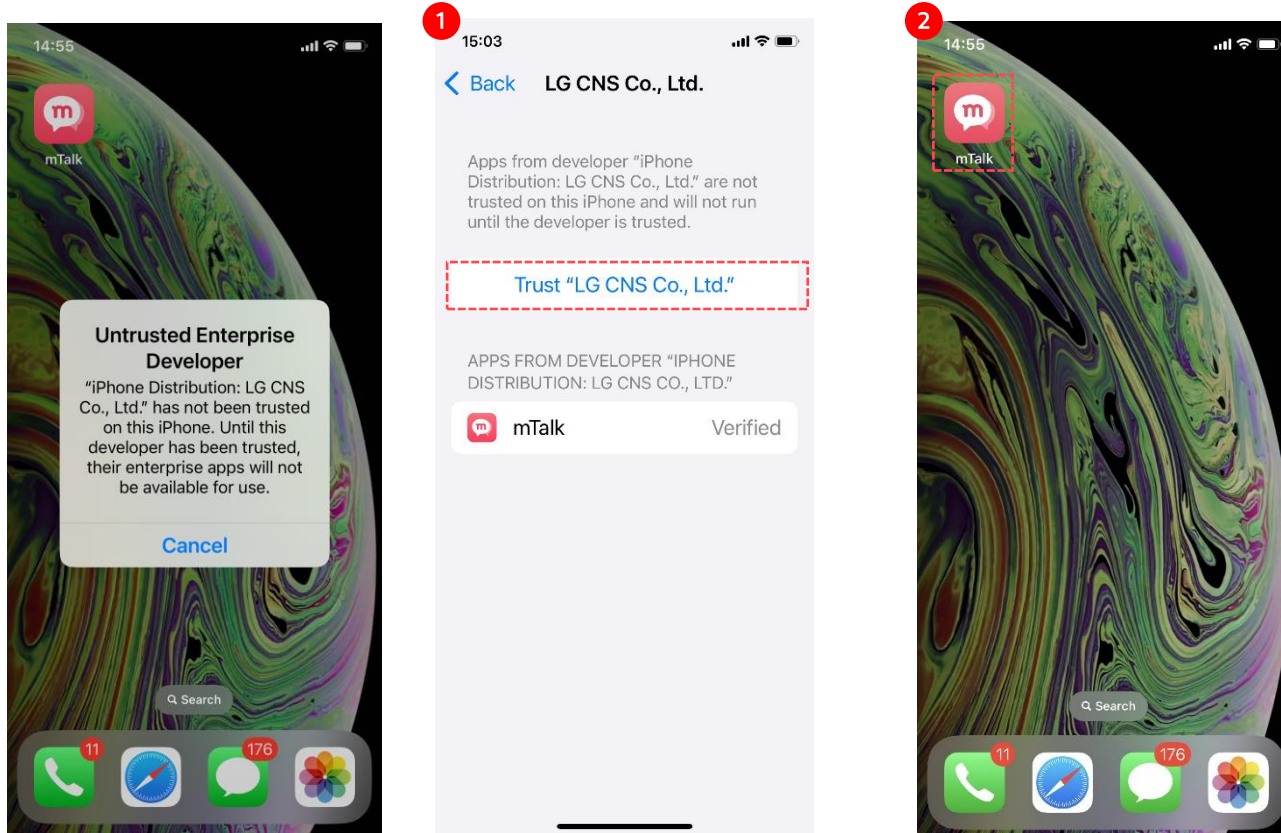 14:55
m
mTalk
Untrusted Enterprise
Developer
“iPhone Distribution: LG CNS
Co., Ltd.” has not been trusted
on this iPhone. Until this
developer has been trusted,
their enterprise apps will not
be available for use.
Cancel
Search
11
176
1
15:03
Back
LG CNS Co., Ltd.
Apps from developer “iPhone
Distribution: LG CNS Co., Ltd.” are not
trusted on this iPhone and will not run
until the developer is trusted.
Trust “LG CNS Co., Ltd.”
APPS FROM DEVELOPER “IPHONE
DISTRIBUTION: LG CNS CO., LTD.”
m
mTalk
Verified
2
14:55
m
mTalk
Search
11
176